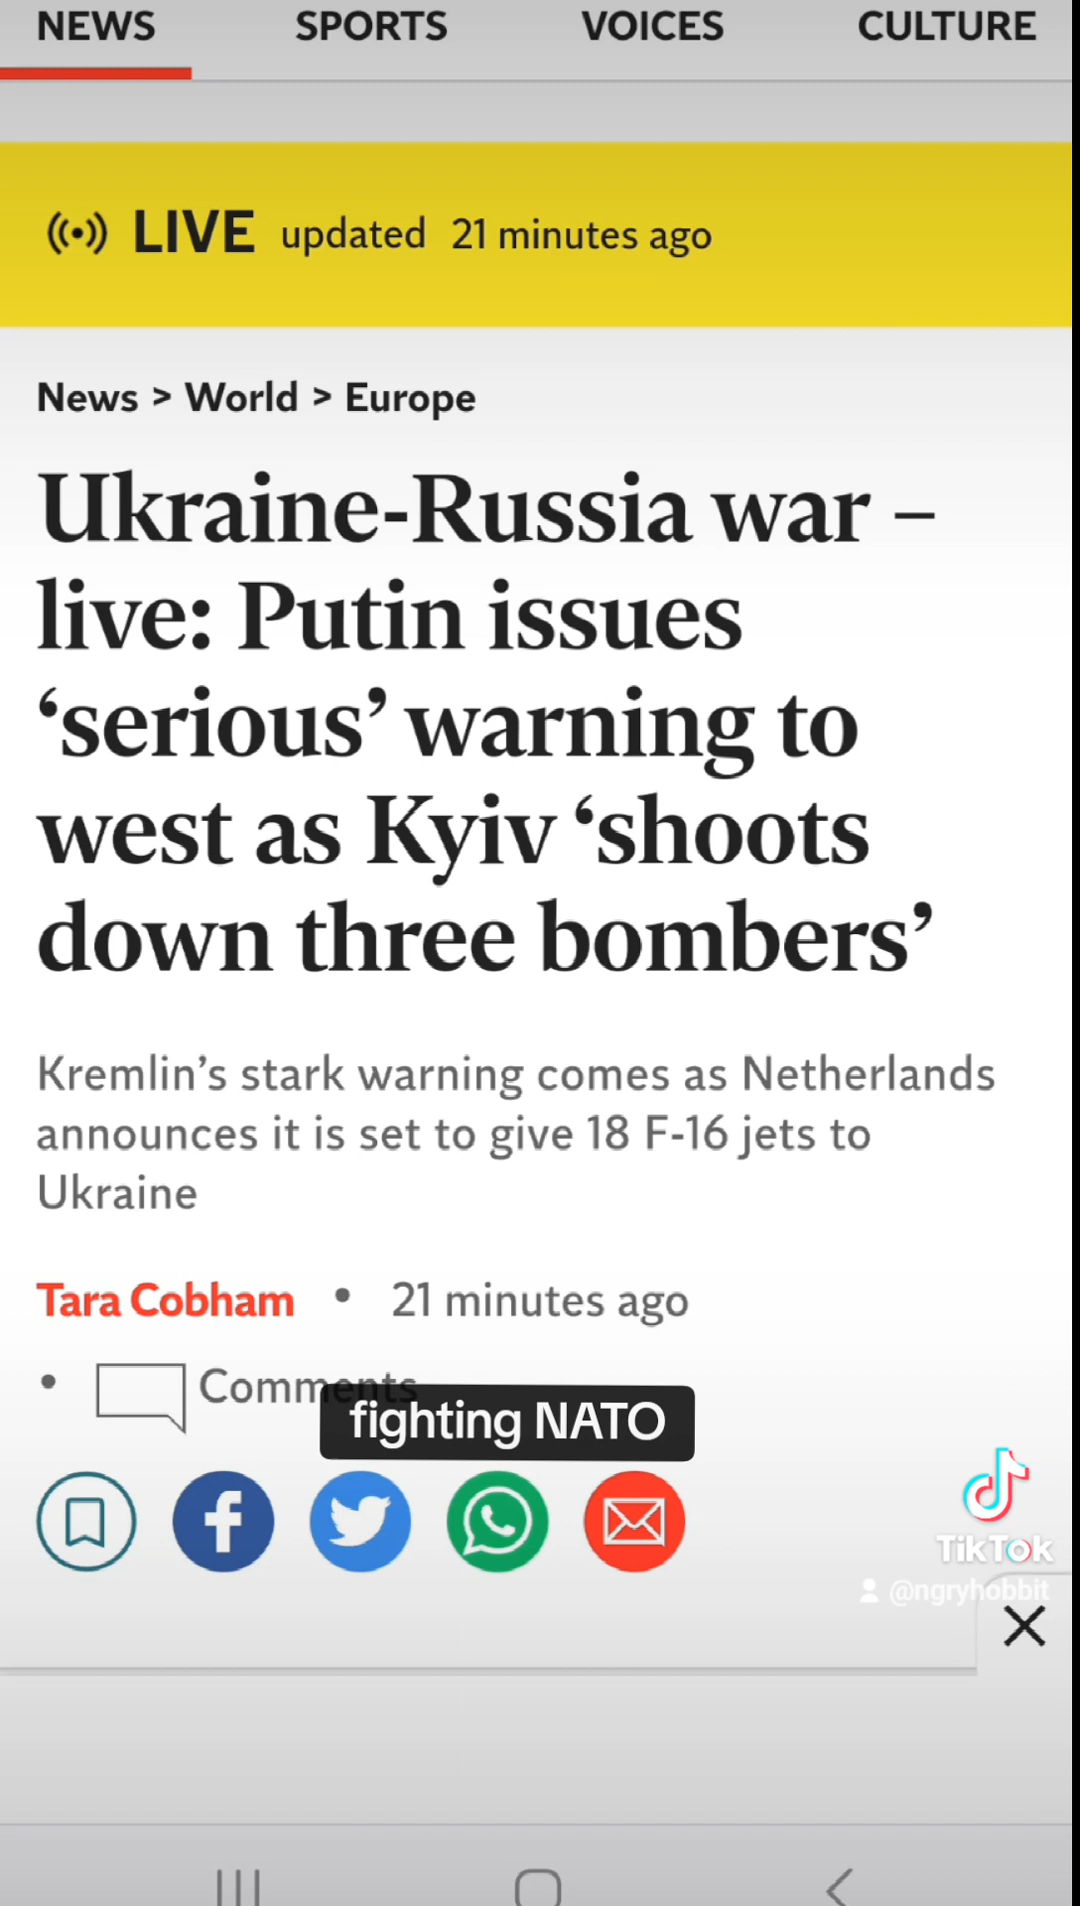 NEWS SPORTS VOICES CULTURE
LIVE updated 21 minutes ago
News > World > Europe
Ukraine-Russia war –
live: Putin issues
‘serious’ warning to
west as Kyiv ‘shoots
down three bombers’
Kremlin’s stark warning comes as Netherlands
announces it is set to give 18 F-16 jets to
Ukraine
Tara Cobham • 21 minutes ago
• Comments
fighting NATO
TikTok
@ngryhobbit